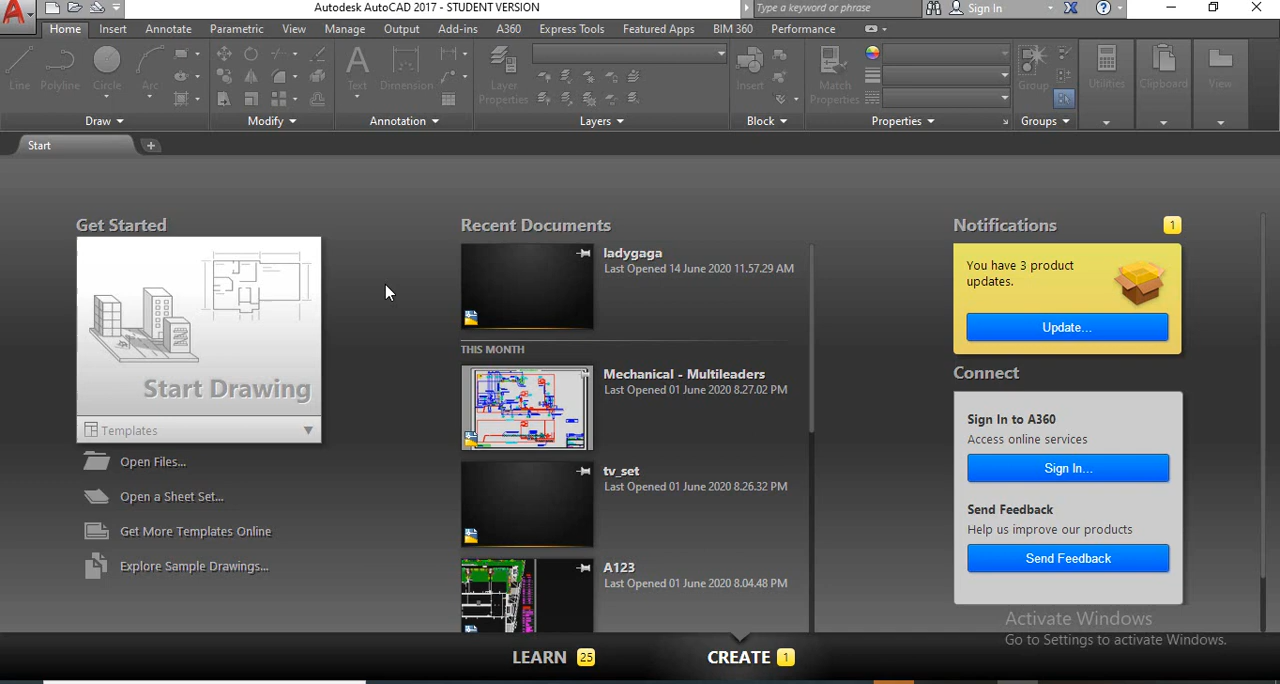 Autodesk AutoCAD 2017 - STUDENT VERSION
Type a keyword or phrase
Sign In
Home Insert Annotate Parametric View Manage Output Add-ins A360 Express Tools Featured Apps BIM 360 Performance
Line Polyline Circle Arc
Text Dimension
Layer Properties
Insert
Match Properties
Group
Utilities
Clipboard
View
Draw Modify Annotation Layers Block Properties Groups
Start
Get Started
Start Drawing
Templates
Open Files...
Open a Sheet Set...
Get More Templates Online
Explore Sample Drawings...
Recent Documents
ladygaga
Last Opened 14 June 2020 11.57.29 AM
THIS MONTH
Mechanical - Multileaders
Last Opened 01 June 2020 8.27.02 PM
tv_set
Last Opened 01 June 2020 8.26.32 PM
A123
Last Opened 01 June 2020 8.04.48 PM
Notifications 1
You have 3 product
updates.
Update...
Connect
Sign In to A360
Access online services
Sign In...
Send Feedback
Help us improve our products
Send Feedback
Activate Windows
Go to Settings to activate Windows.
LEARN 25 CREATE 1